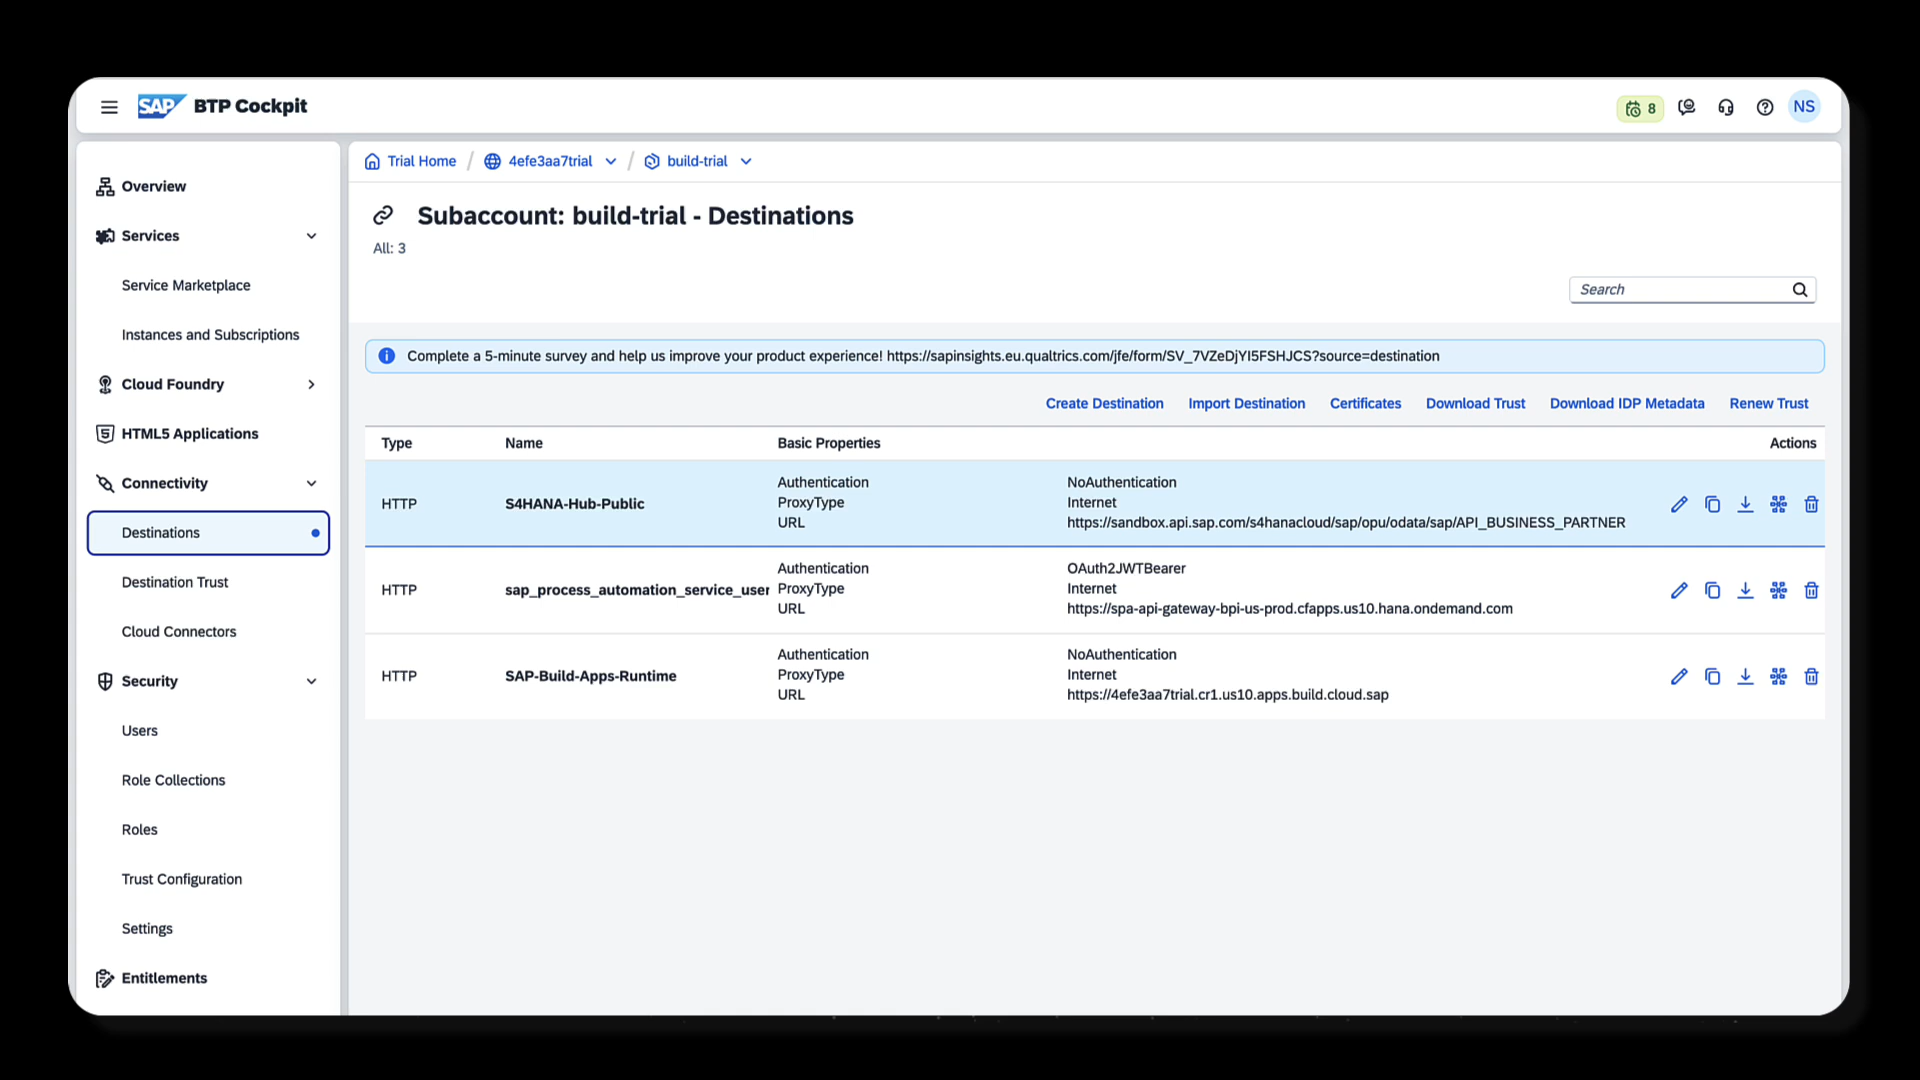 SAP BTP Cockpit
8
NS
Overview
Services
Service Marketplace
Instances and Subscriptions
Cloud Foundry
HTML5 Applications
Connectivity
Destinations
Destination Trust
Cloud Connectors
Security
Users
Role Collections
Roles
Trust Configuration
Settings
Entitlements
Trial Home / 4efe3aa7trial / build-trial
Subaccount: build-trial - Destinations
All: 3
Search
Complete a 5-minute survey and help us improve your product experience! https://sapinsights.eu.qualtrics.com/jfe/form/SV_7VZeDjYI5FSHJCS?source=destination
Create Destination Import Destination Certificates Download Trust Download IDP Metadata Renew Trust
Type Name Basic Properties Actions
HTTP S4HANA-Hub-Public
Authentication NoAuthentication
ProxyType Internet
URL https://sandbox.api.sap.com/s4hanacloud/sap/opu/odata/sap/API_BUSINESS_PARTNER
HTTP sap_process_automation_service_user
Authentication OAuth2JWTBearer
ProxyType Internet
URL https://spa-api-gateway-bpi-us-prod.cfapps.us10.hana.ondemand.com
HTTP SAP-Build-Apps-Runtime
Authentication NoAuthentication
ProxyType Internet
URL https://4efe3aa7trial.cr1.us10.apps.build.cloud.sap